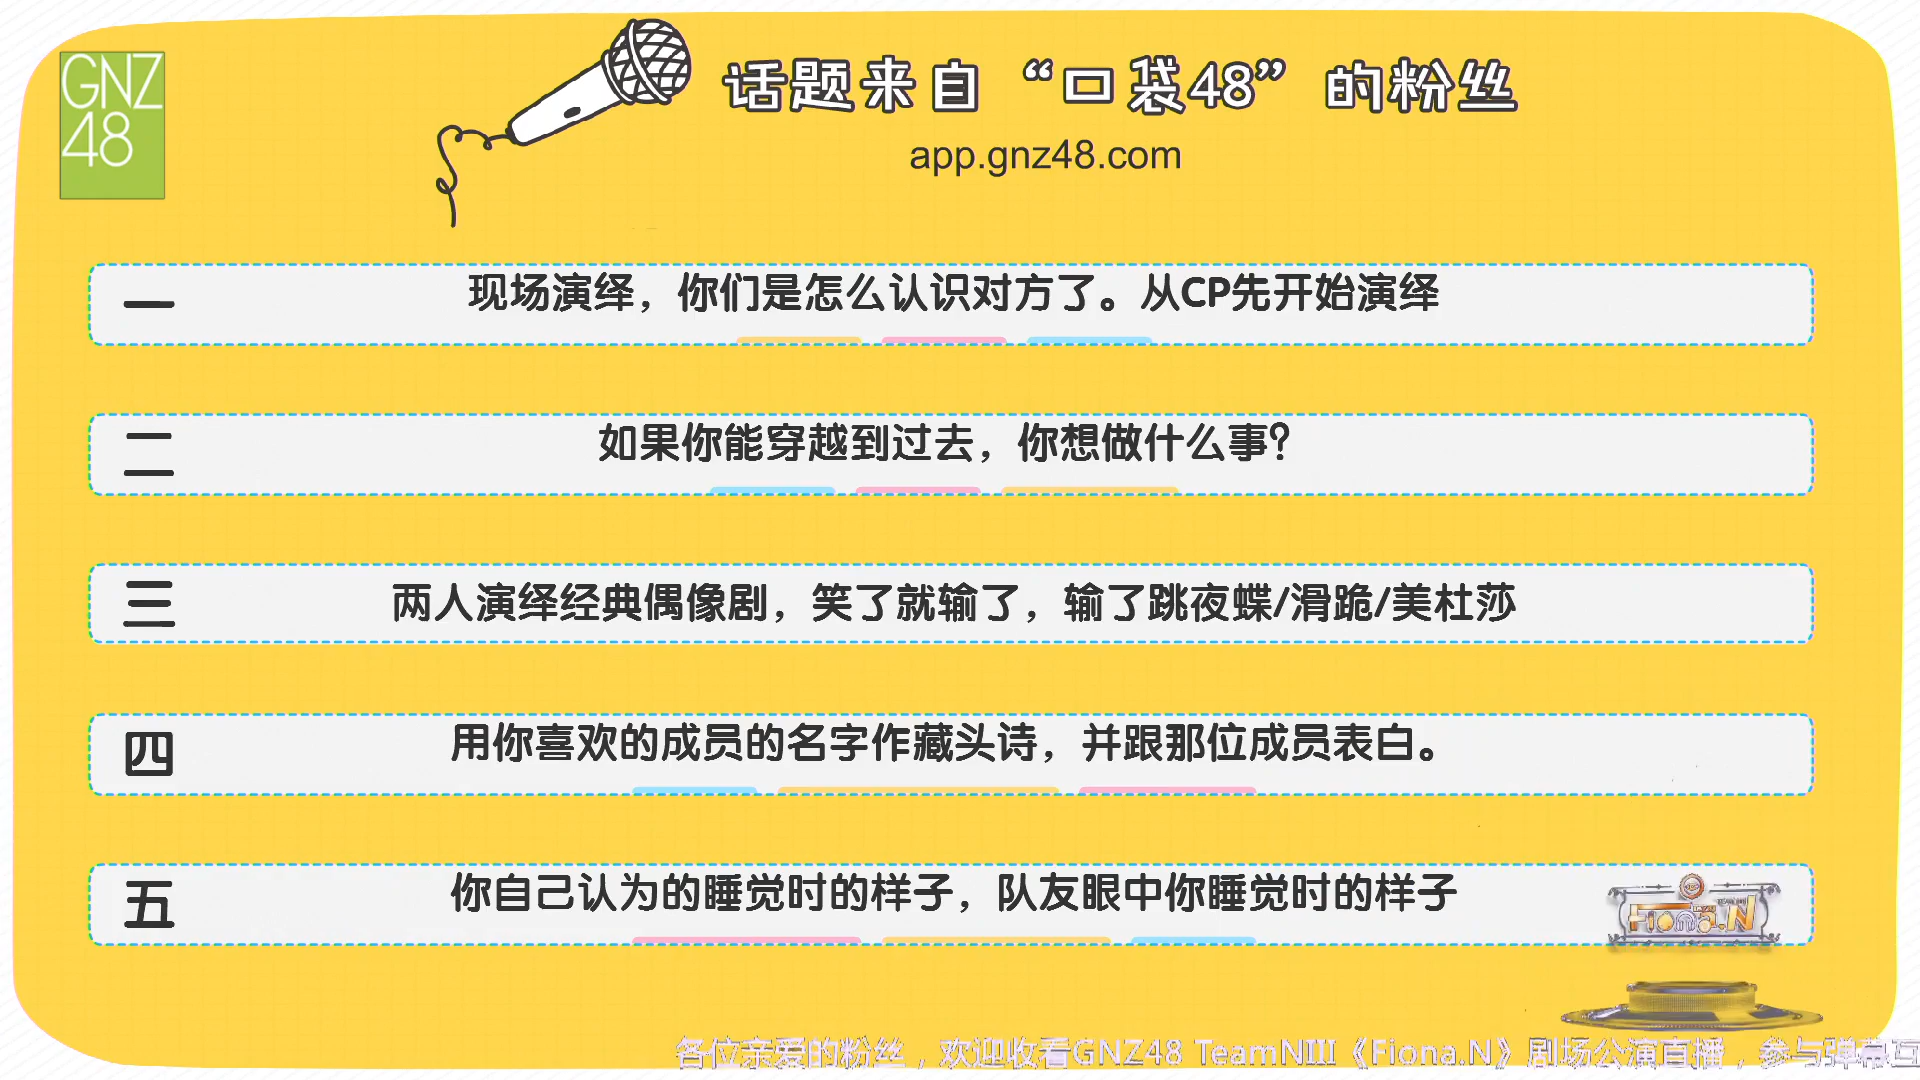 GNZ
48
话题来自“口袋48”的粉丝
app.gnz48.com
一 现场演绎，你们是怎么认识对方了。从CP先开始演绎
二 如果你能穿越到过去，你想做什么事？
三 两人演绎经典偶像剧，笑了就输了，输了跳夜蝶/滑跪/美杜莎
四 用你喜欢的成员的名字作藏头诗，并跟那位成员表白。
五 你自己认为的睡觉时的样子，队友眼中你睡觉时的样子
Fiona.N
各位亲爱的粉丝，欢迎收看GNZ48 TeamNIII《Fiona.N》剧场公演直播，参与弹幕互